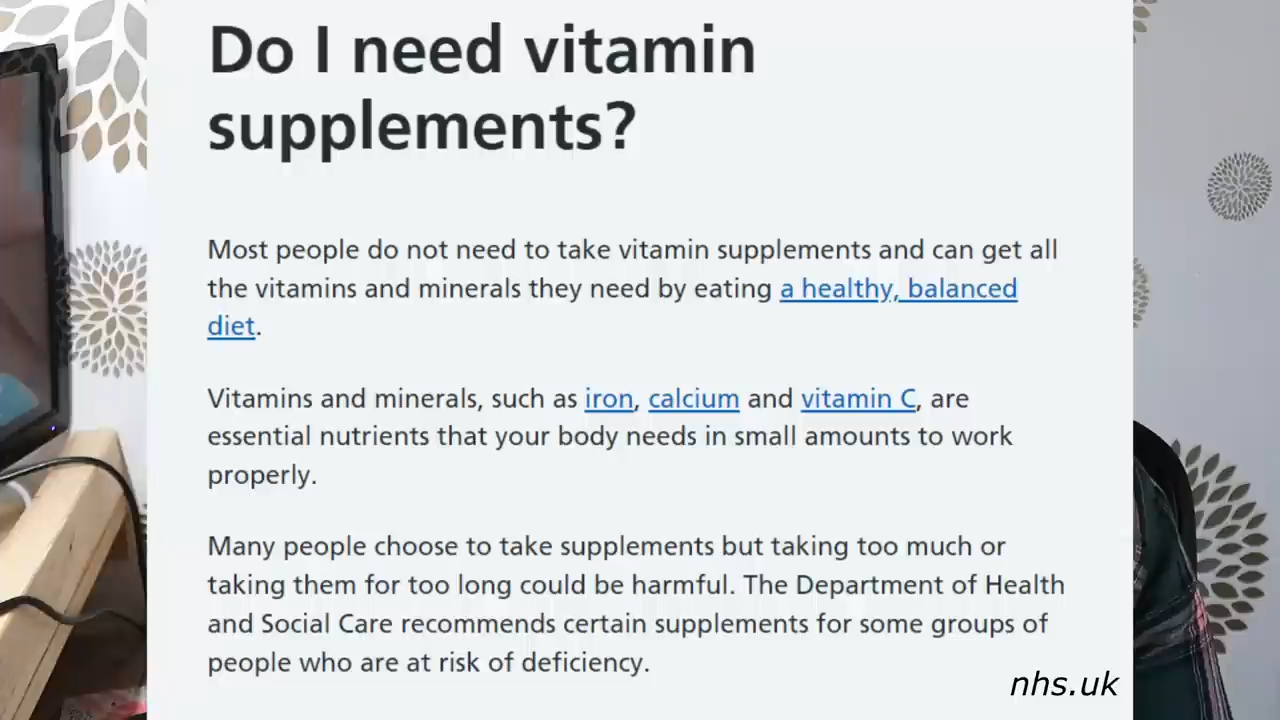 Do I need vitamin
supplements?
Most people do not need to take vitamin supplements and can get all
the vitamins and minerals they need by eating a healthy, balanced
diet.
Vitamins and minerals, such as iron, calcium and vitamin C, are
essential nutrients that your body needs in small amounts to work
properly.
Many people choose to take supplements but taking too much or
taking them for too long could be harmful. The Department of Health
and Social Care recommends certain supplements for some groups of
people who are at risk of deficiency.
nhs.uk